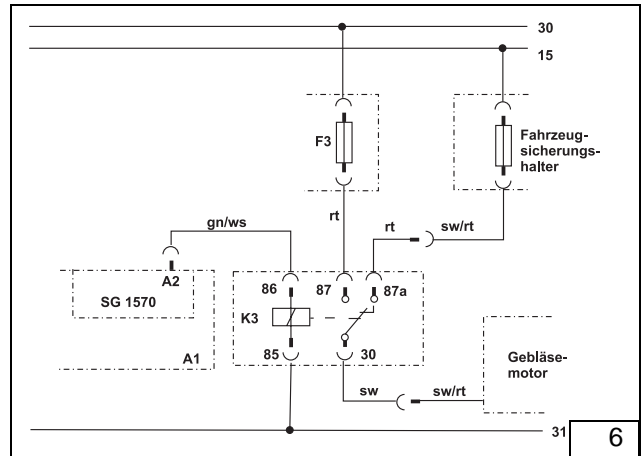 30
15
F3
Fahrzeug-
sicherungs-
halter
rt
gn/ws
rt
sw/rt
A2
SG 1570
A1
86
87
87a
K3
85
30
Gebläse-
motor
sw
sw/rt
31
6